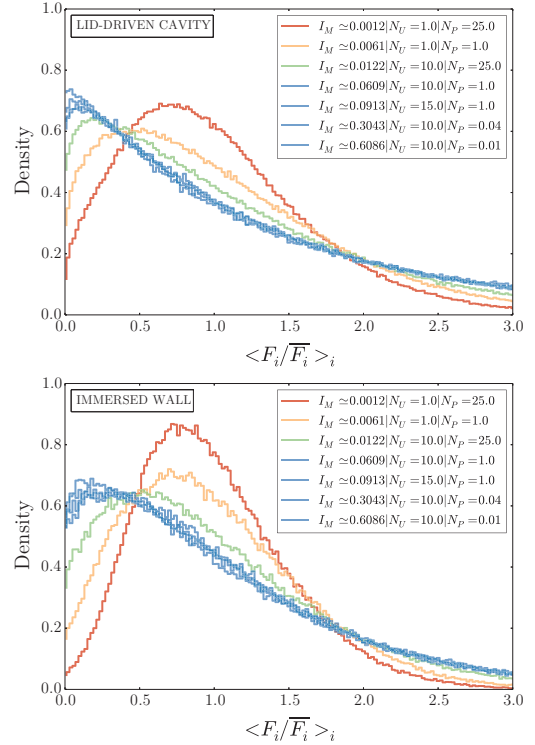 LID-DRIVEN CAVITY
I_M ≃0.0012|N_U =1.0|N_P =25.0
I_M ≃0.0061|N_U =1.0|N_P =1.0
I_M ≃0.0122|N_U =10.0|N_P =25.0
I_M ≃0.0609|N_U =10.0|N_P =1.0
I_M ≃0.0913|N_U =15.0|N_P =1.0
I_M ≃0.3043|N_U =10.0|N_P =0.04
I_M ≃0.6086|N_U =10.0|N_P =0.01
1.0
0.8
0.6
0.4
0.2
0.0
Density
0.0 0.5 1.0 1.5 2.0 2.5 3.0
<F_i/\overline{F_i}>_i
IMMERSED WALL
I_M ≃0.0012|N_U =1.0|N_P =25.0
I_M ≃0.0061|N_U =1.0|N_P =1.0
I_M ≃0.0122|N_U =10.0|N_P =25.0
I_M ≃0.0609|N_U =10.0|N_P =1.0
I_M ≃0.0913|N_U =15.0|N_P =1.0
I_M ≃0.3043|N_U =10.0|N_P =0.04
I_M ≃0.6086|N_U =10.0|N_P =0.01
1.0
0.8
0.6
0.4
0.2
0.0
Density
0.0 0.5 1.0 1.5 2.0 2.5 3.0
<F_i/\overline{F_i}>_i